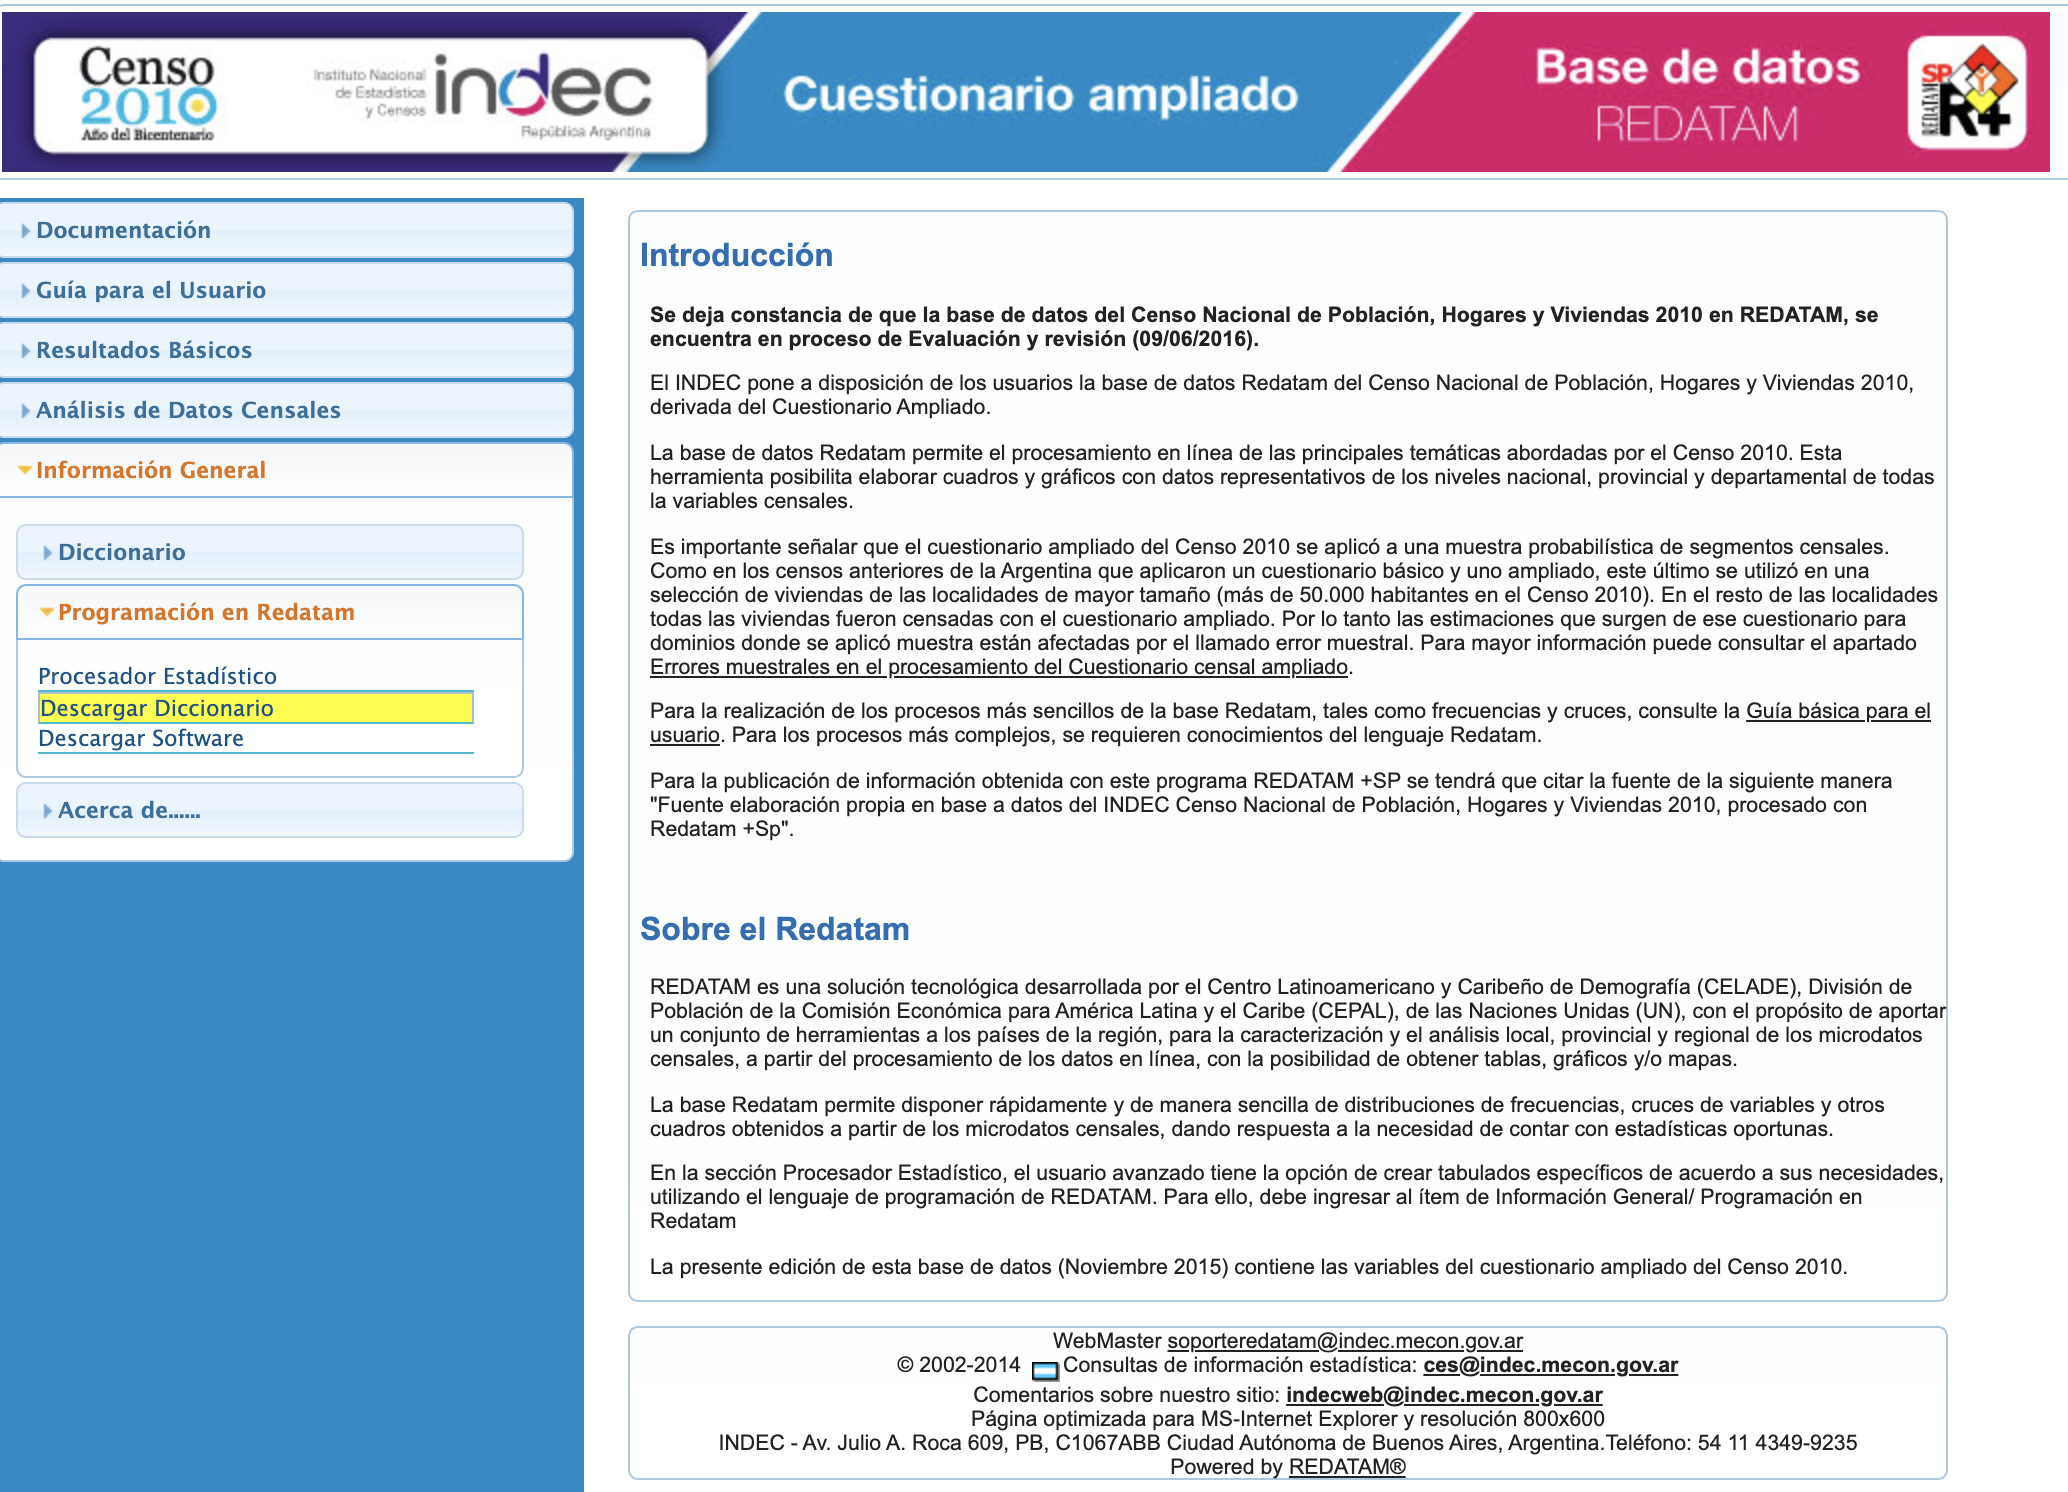 Censo
2010
Año del Bicentenario
Instituto Nacional
de Estadística
y Censos
indec
República Argentina
Cuestionario ampliado
Base de datos
REDATAM
SP
REDATAM
R+
Documentación
Guía para el Usuario
Resultados Básicos
Análisis de Datos Censales
Información General
Diccionario
Programación en Redatam
Procesador Estadístico
Descargar Diccionario
Descargar Software
Acerca de......
Introducción
Se deja constancia de que la base de datos del Censo Nacional de Población, Hogares y Viviendas 2010 en REDATAM, se
encuentra en proceso de Evaluación y revisión (09/06/2016).
El INDEC pone a disposición de los usuarios la base de datos Redatam del Censo Nacional de Población, Hogares y Viviendas 2010,
derivada del Cuestionario Ampliado.
La base de datos Redatam permite el procesamiento en línea de las principales temáticas abordadas por el Censo 2010. Esta
herramienta posibilita elaborar cuadros y gráficos con datos representativos de los niveles nacional, provincial y departamental de todas
la variables censales.
Es importante señalar que el cuestionario ampliado del Censo 2010 se aplicó a una muestra probabilística de segmentos censales.
Como en los censos anteriores de la Argentina que aplicaron un cuestionario básico y uno ampliado, este último se utilizó en una
selección de viviendas de las localidades de mayor tamaño (más de 50.000 habitantes en el Censo 2010). En el resto de las localidades
todas las viviendas fueron censadas con el cuestionario ampliado. Por lo tanto las estimaciones que surgen de ese cuestionario para
dominios donde se aplicó muestra están afectadas por el llamado error muestral. Para mayor información puede consultar el apartado
Errores muestrales en el procesamiento del Cuestionario censal ampliado.
Para la realización de los procesos más sencillos de la base Redatam, tales como frecuencias y cruces, consulte la Guía básica para el
usuario. Para los procesos más complejos, se requieren conocimientos del lenguaje Redatam.
Para la publicación de información obtenida con este programa REDATAM +SP se tendrá que citar la fuente de la siguiente manera
"Fuente elaboración propia en base a datos del INDEC Censo Nacional de Población, Hogares y Viviendas 2010, procesado con
Redatam +Sp".
Sobre el Redatam
REDATAM es una solución tecnológica desarrollada por el Centro Latinoamericano y Caribeño de Demografía (CELADE), División de
Población de la Comisión Económica para América Latina y el Caribe (CEPAL), de las Naciones Unidas (UN), con el propósito de aportar
un conjunto de herramientas a los países de la región, para la caracterización y el análisis local, provincial y regional de los microdatos
censales, a partir del procesamiento de los datos en línea, con la posibilidad de obtener tablas, gráficos y/o mapas.
La base Redatam permite disponer rápidamente y de manera sencilla de distribuciones de frecuencias, cruces de variables y otros
cuadros obtenidos a partir de los microdatos censales, dando respuesta a la necesidad de contar con estadísticas oportunas.
En la sección Procesador Estadístico, el usuario avanzado tiene la opción de crear tabulados específicos de acuerdo a sus necesidades,
utilizando el lenguaje de programación de REDATAM. Para ello, debe ingresar al ítem de Información General/ Programación en
Redatam
La presente edición de esta base de datos (Noviembre 2015) contiene las variables del cuestionario ampliado del Censo 2010.
WebMaster soporteredatam@indec.mecon.gov.ar
© 2002-2014 Consultas de información estadística: ces@indec.mecon.gov.ar
Comentarios sobre nuestro sitio: indecweb@indec.mecon.gov.ar
Página optimizada para MS-Internet Explorer y resolución 800x600
INDEC - Av. Julio A. Roca 609, PB, C1067ABB Ciudad Autónoma de Buenos Aires, Argentina.Teléfono: 54 11 4349-9235
Powered by REDATAM®